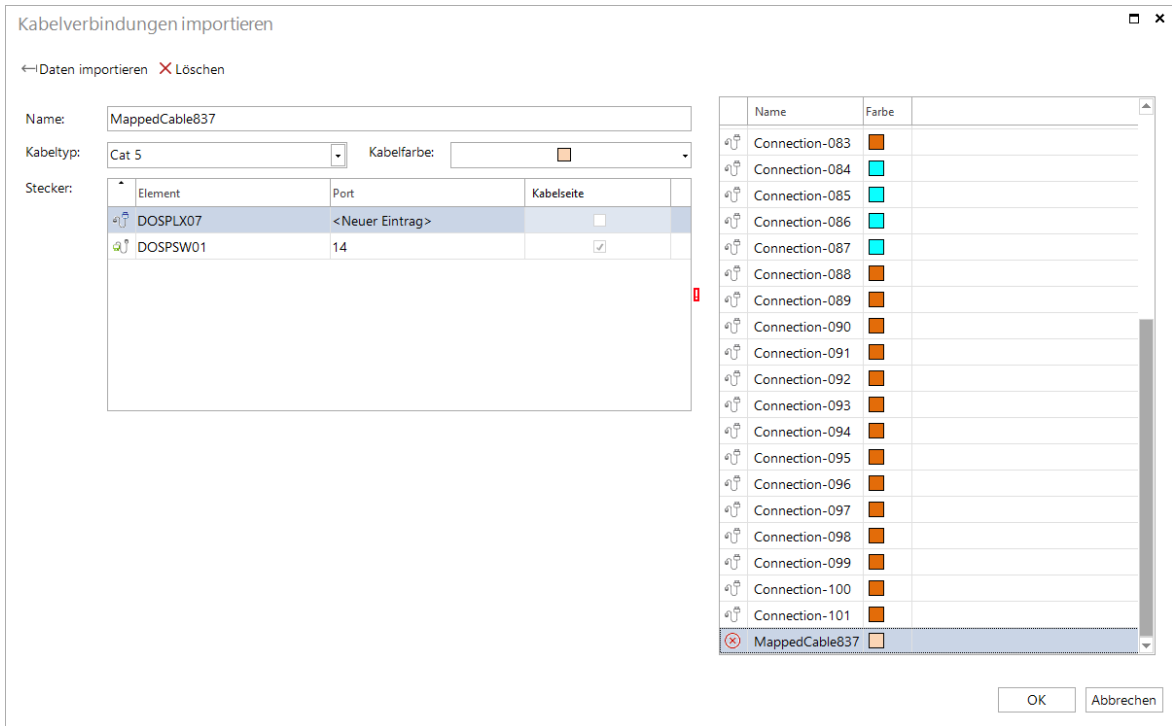 Kabelverbindungen importieren
Daten importieren Löschen
Name: MappedCable837
Kabeltyp: Cat 5 Kabelfarbe:
Stecker:
Element Port Kabelseite
DOSPLX07 <Neuer Eintrag>
DOSPSW01 14
Name Farbe
Connection-083
Connection-084
Connection-085
Connection-086
Connection-087
Connection-088
Connection-089
Connection-090
Connection-091
Connection-092
Connection-093
Connection-094
Connection-095
Connection-096
Connection-097
Connection-098
Connection-099
Connection-100
Connection-101
MappedCable837
OK Abbrechen